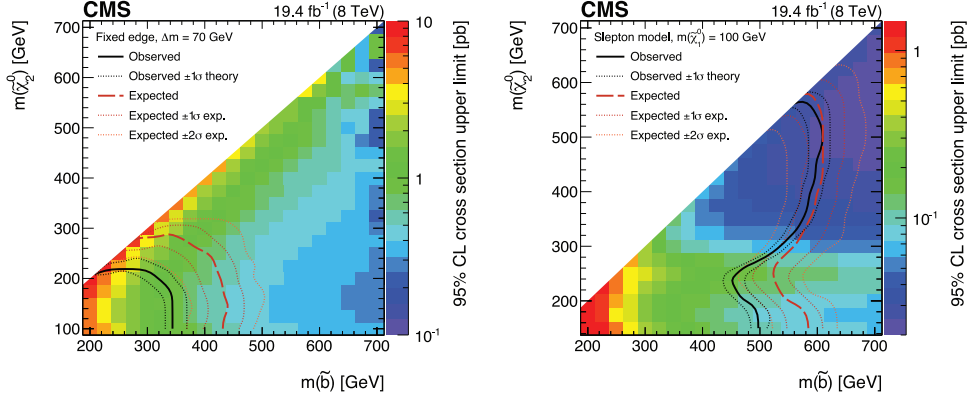 CMS 19.4 fb⁻¹ (8 TeV)
Fixed edge, Δm = 70 GeV
Observed
Observed ±1σ theory
Expected
Expected ±1σ exp.
Expected ±2σ exp.
m(χ̃⁰₂) [GeV]
700
600
500
400
300
200
100
200 300 400 500 600 700
m(b̃) [GeV]
10
1
10⁻¹
95% CL cross section upper limit [pb]
CMS 19.4 fb⁻¹ (8 TeV)
Slepton model, m(χ̃⁰₁) = 100 GeV
Observed
Observed ±1σ theory
Expected
Expected ±1σ exp.
Expected ±2σ exp.
m(χ̃⁰₂) [GeV]
700
600
500
400
300
200
200 300 400 500 600 700
m(b̃) [GeV]
1
10⁻¹
95% CL cross section upper limit [pb]